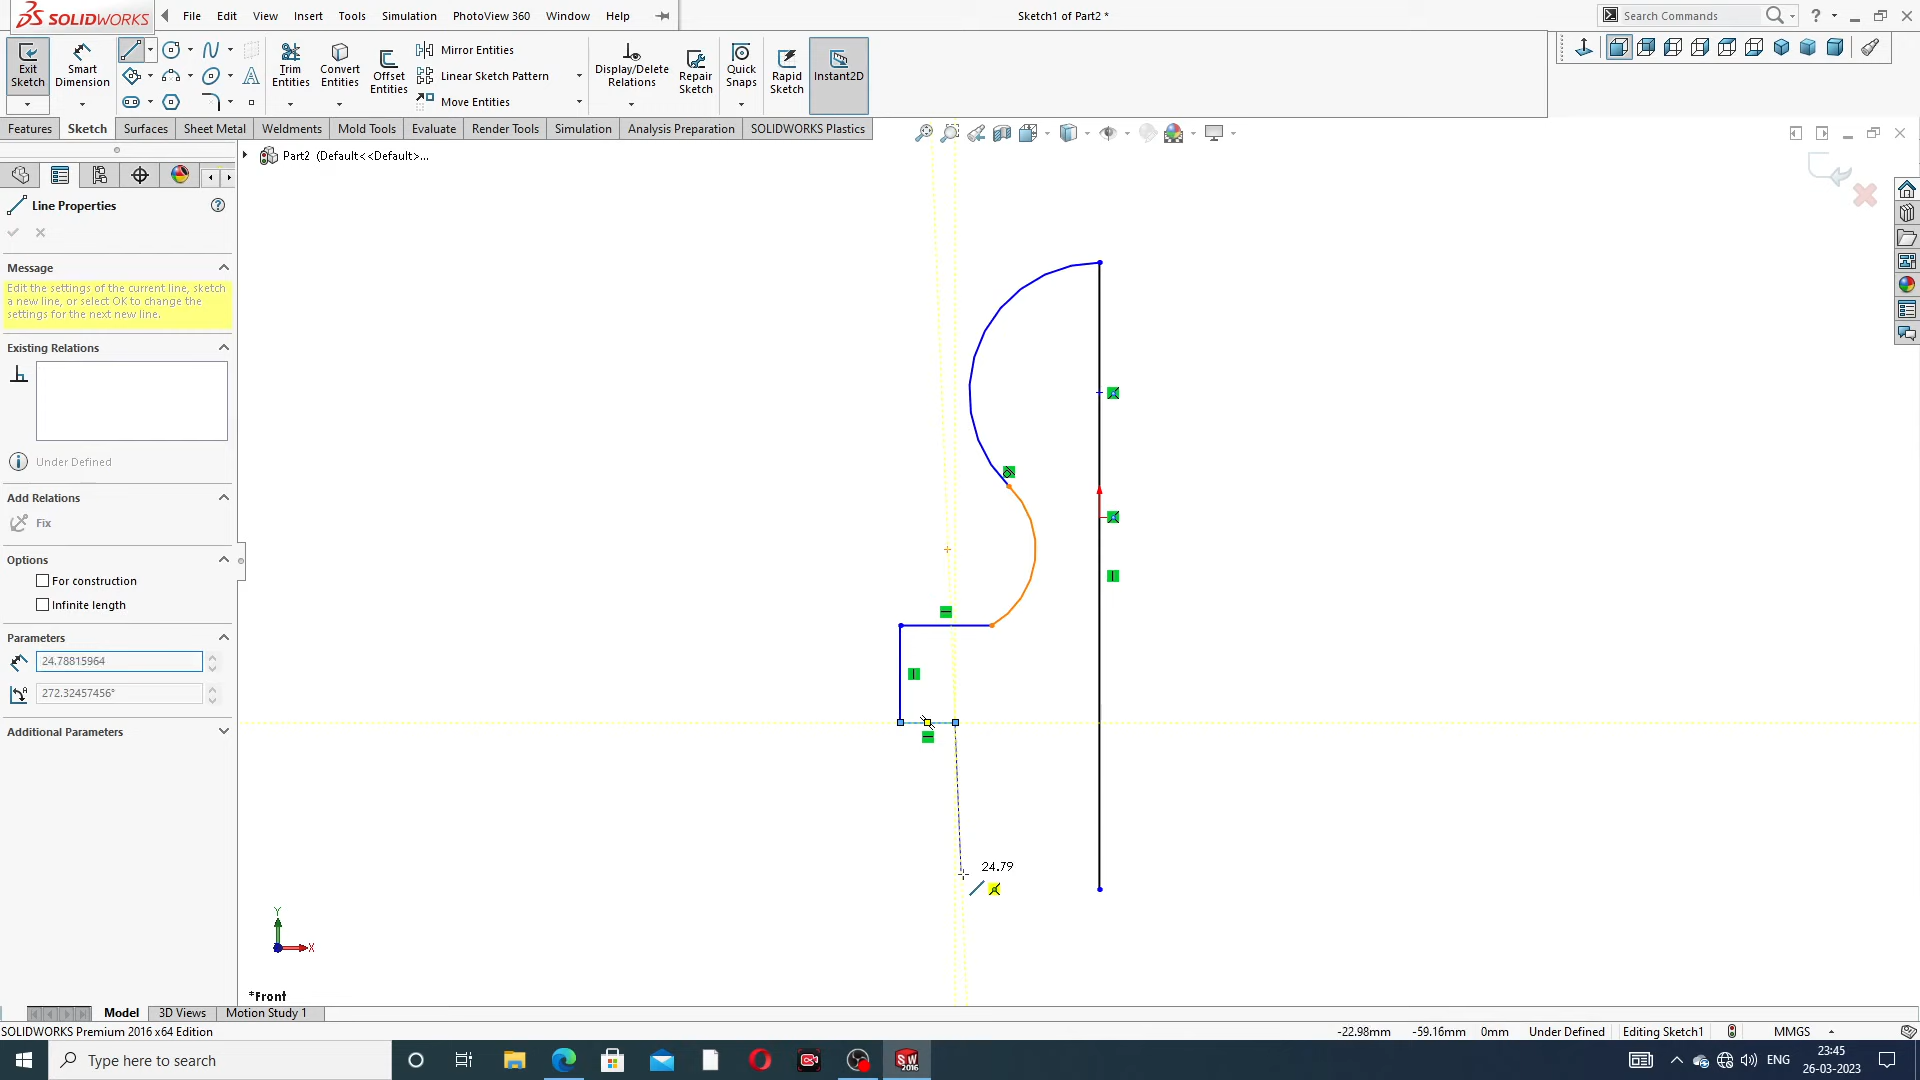 SOLIDWORKS File Edit View Insert Tools Simulation PhotoView 360 Window Help Sketch1 of Part2 * Search Commands ?
Exit Sketch
Smart Dimension
Trim Entities
Convert Entities
Offset Entities
Mirror Entities
Linear Sketch Pattern
Move Entities
Display/Delete Relations
Repair Sketch
Quick Snaps
Rapid Sketch
Instant2D
Features Sketch Surfaces Sheet Metal Weldments Mold Tools Evaluate Render Tools Simulation Analysis Preparation SOLIDWORKS Plastics
Part2 (Default<<Default>...
Line Properties
Message
Edit the settings of the current line, sketch
a new line, or select OK to change the
settings for the next new line.
Existing Relations
Under Defined
Add Relations
Fix
Options
For construction
Infinite length
Parameters
24.78815964
272.32457456°
Additional Parameters
24.79
Y
X
*Front
Model 3D Views Motion Study 1
SOLIDWORKS Premium 2016 x64 Edition -22.98mm -59.16mm 0mm Under Defined Editing Sketch1 MMGS
Type here to search
SW
2016
ENG
23:45
26-03-2023